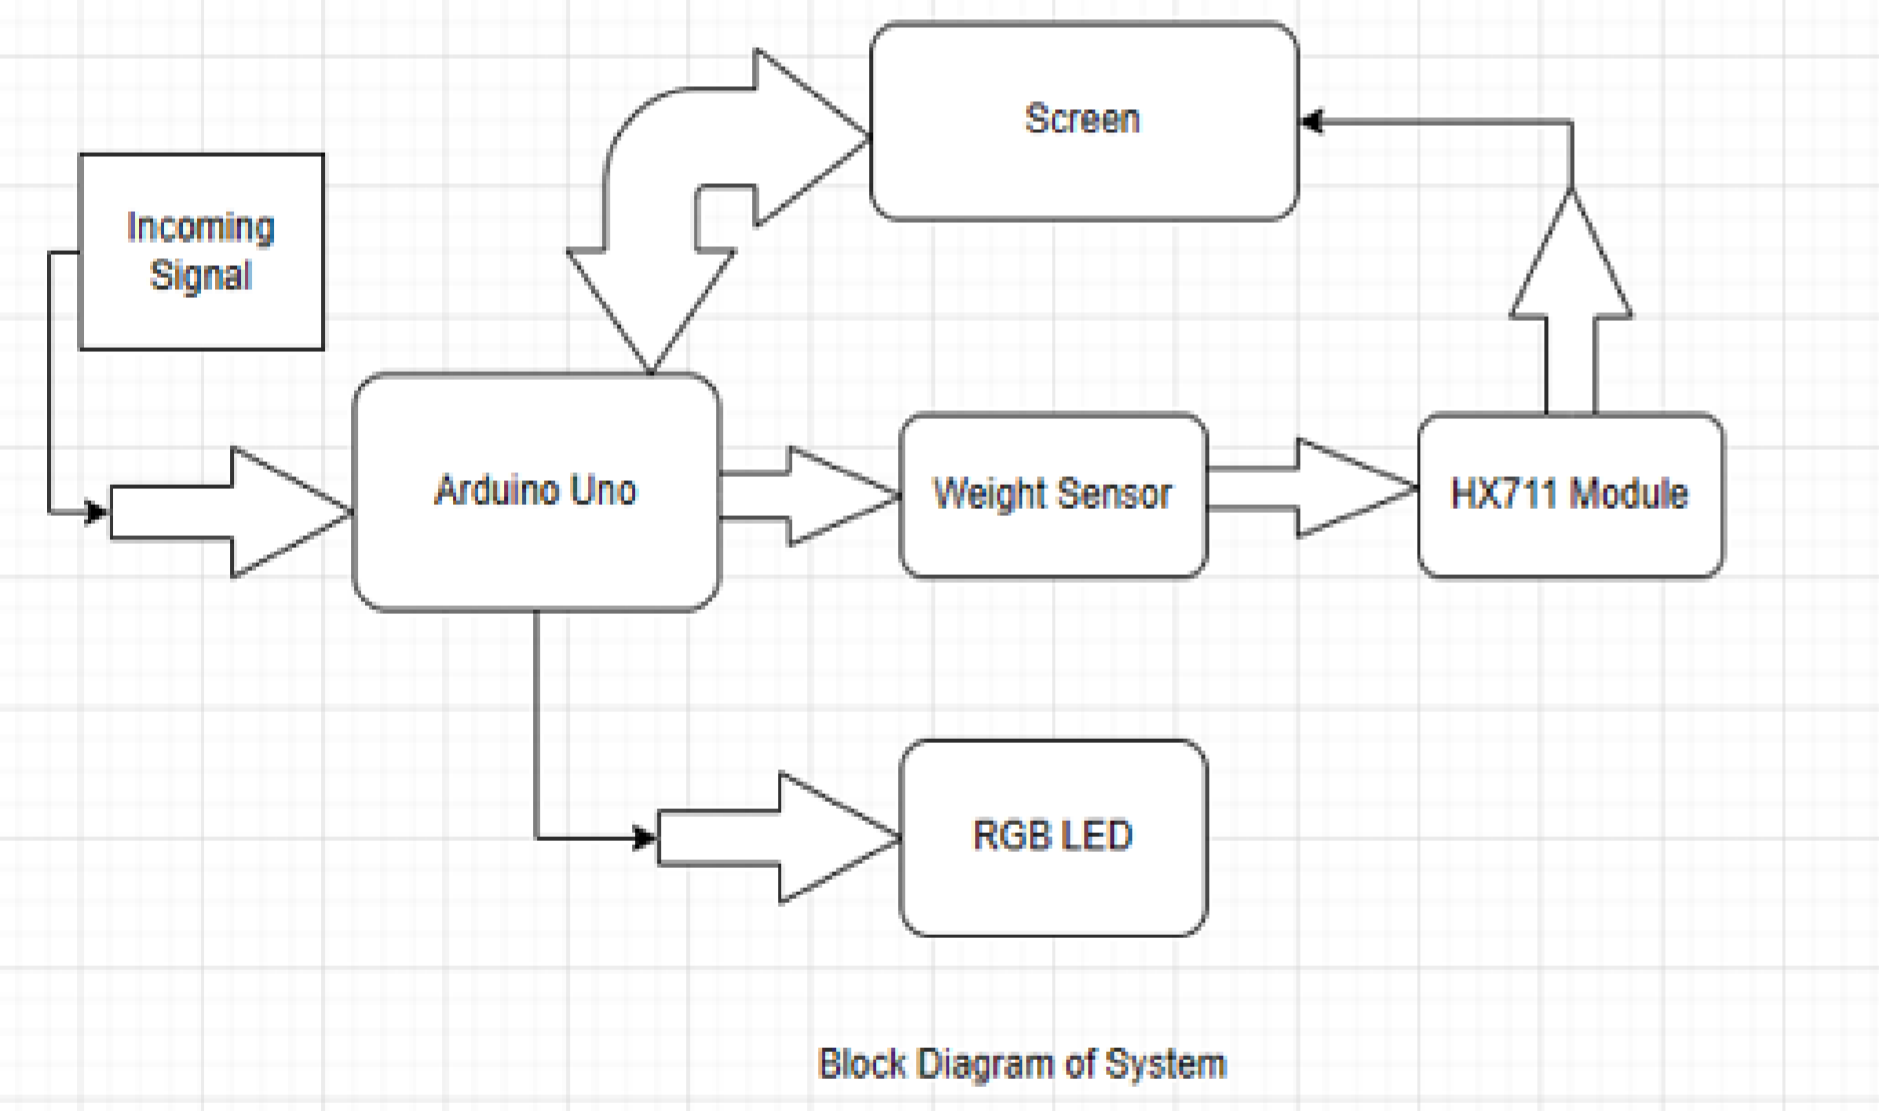 Screen
Incoming
Signal
Arduino Uno
Weight Sensor
HX711 Module
RGB LED
Block Diagram of System